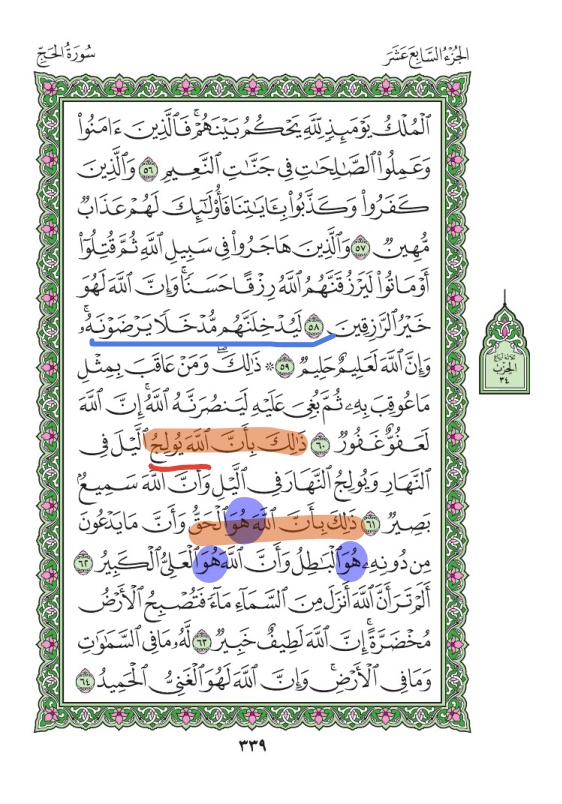 الجُزْءُ السَّابِعُ عَشَرَ
سُورَةُ الحَجِّ
ٱلۡمُلۡكُ يَوۡمَئِذٖ لِّلَّهِ يَحۡكُمُ بَيۡنَهُمۡۚ فَٱلَّذِينَ ءَامَنُواْ
وَعَمِلُواْ ٱلصَّٰلِحَٰتِ فِي جَنَّٰتِ ٱلنَّعِيمِ ٥٦ وَٱلَّذِينَ
كَفَرُواْ وَكَذَّبُواْ بِـَٔايَٰتِنَا فَأُوْلَٰٓئِكَ لَهُمۡ عَذَابٞ
مُّهِينٞ ٥٧ وَٱلَّذِينَ هَاجَرُواْ فِي سَبِيلِ ٱللَّهِ ثُمَّ قُتِلُوٓاْ
أَوۡ مَاتُواْ لَيَرۡزُقَنَّهُمُ ٱللَّهُ رِزۡقًا حَسَنٗاۚ وَإِنَّ ٱللَّهَ لَهُوَ
خَيۡرُ ٱلرَّٰزِقِينَ ٥٨ لَيُدۡخِلَنَّهُم مُّدۡخَلٗا يَرۡضَوۡنَهُۥۚ
وَإِنَّ ٱللَّهَ لَعَلِيمٌ حَلِيمٞ ٥٩ ۞ ذَٰلِكَۖ وَمَنۡ عَاقَبَ بِمِثۡلِ
مَا عُوقِبَ بِهِۦ ثُمَّ بُغِيَ عَلَيۡهِ لَيَنصُرَنَّهُ ٱللَّهُۚ إِنَّ ٱللَّهَ
لَعَفُوٌّ غَفُورٞ ٦٠ ذَٰلِكَ بِأَنَّ ٱللَّهَ يُولِجُ ٱلَّيۡلَ فِي
ٱلنَّهَارِ وَيُولِجُ ٱلنَّهَارَ فِي ٱلَّيۡلِ وَأَنَّ ٱللَّهَ سَمِيعُۢ
بَصِيرٞ ٦١ ذَٰلِكَ بِأَنَّ ٱللَّهَ هُوَ ٱلۡحَقُّ وَأَنَّ مَا يَدۡعُونَ
مِن دُونِهِۦ هُوَ ٱلۡبَٰطِلُ وَأَنَّ ٱللَّهَ هُوَ ٱلۡعَلِيُّ ٱلۡكَبِيرُ ٦٢
أَلَمۡ تَرَ أَنَّ ٱللَّهَ أَنزَلَ مِنَ ٱلسَّمَآءِ مَآءٗ فَتُصۡبِحُ ٱلۡأَرۡضُ
مُخۡضَرَّةًۚ إِنَّ ٱللَّهَ لَطِيفٌ خَبِيرٞ ٦٣ لَّهُۥ مَا فِي ٱلسَّمَٰوَٰتِ
وَمَا فِي ٱلۡأَرۡضِۚ وَإِنَّ ٱللَّهَ لَهُوَ ٱلۡغَنِيُّ ٱلۡحَمِيدُ ٦٤
ثلاثة أرباع
الحزب
٣٤
٣٣٩